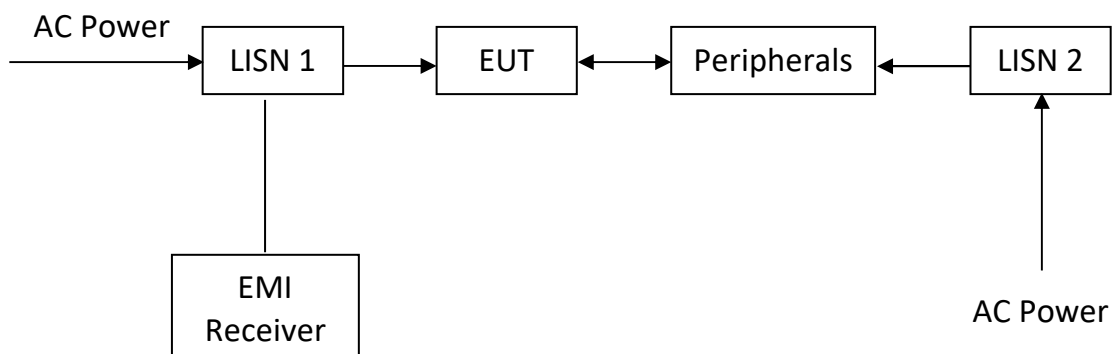 AC Power
LISN 1
EUT
Peripherals
LISN 2
EMI
Receiver
AC Power